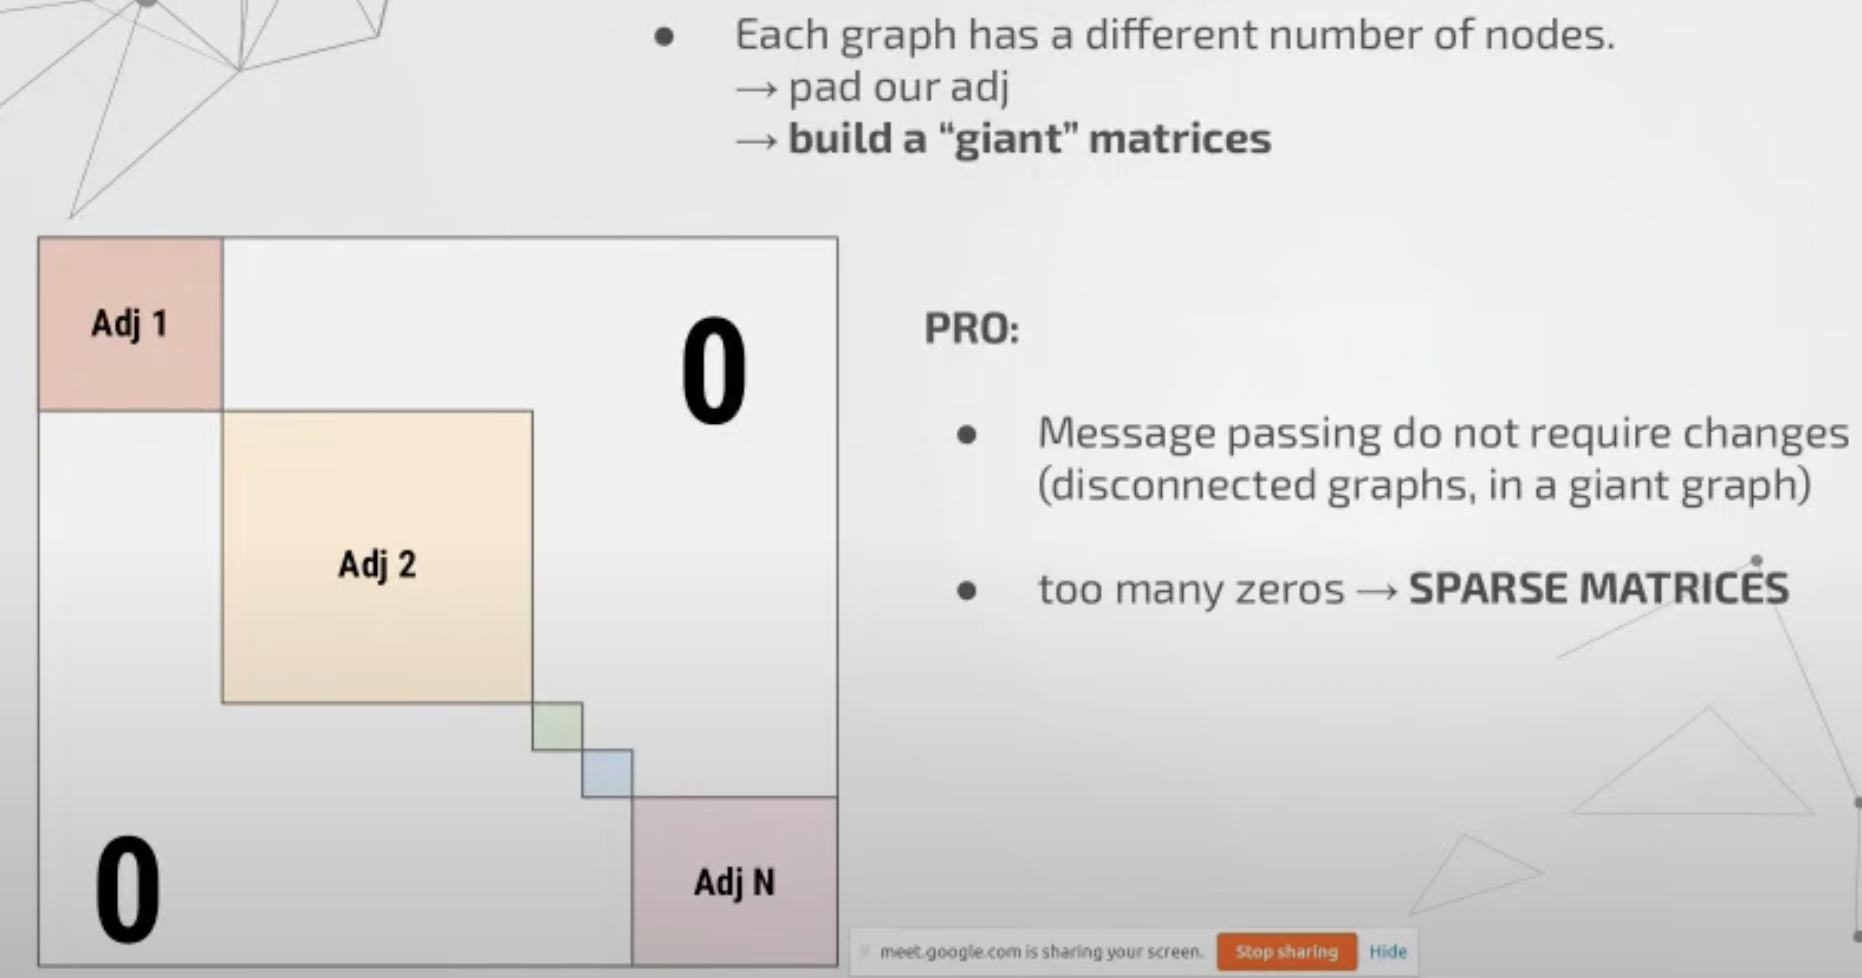 ● Each graph has a different number of nodes.
→ pad our adj
→ build a “giant” matrices
Adj 1
0
Adj 2
0
Adj N
PRO:
● Message passing do not require changes
(disconnected graphs, in a giant graph)
● too many zeros → SPARSE MATRICES
meet.google.com is sharing your screen.
Stop sharing
Hide